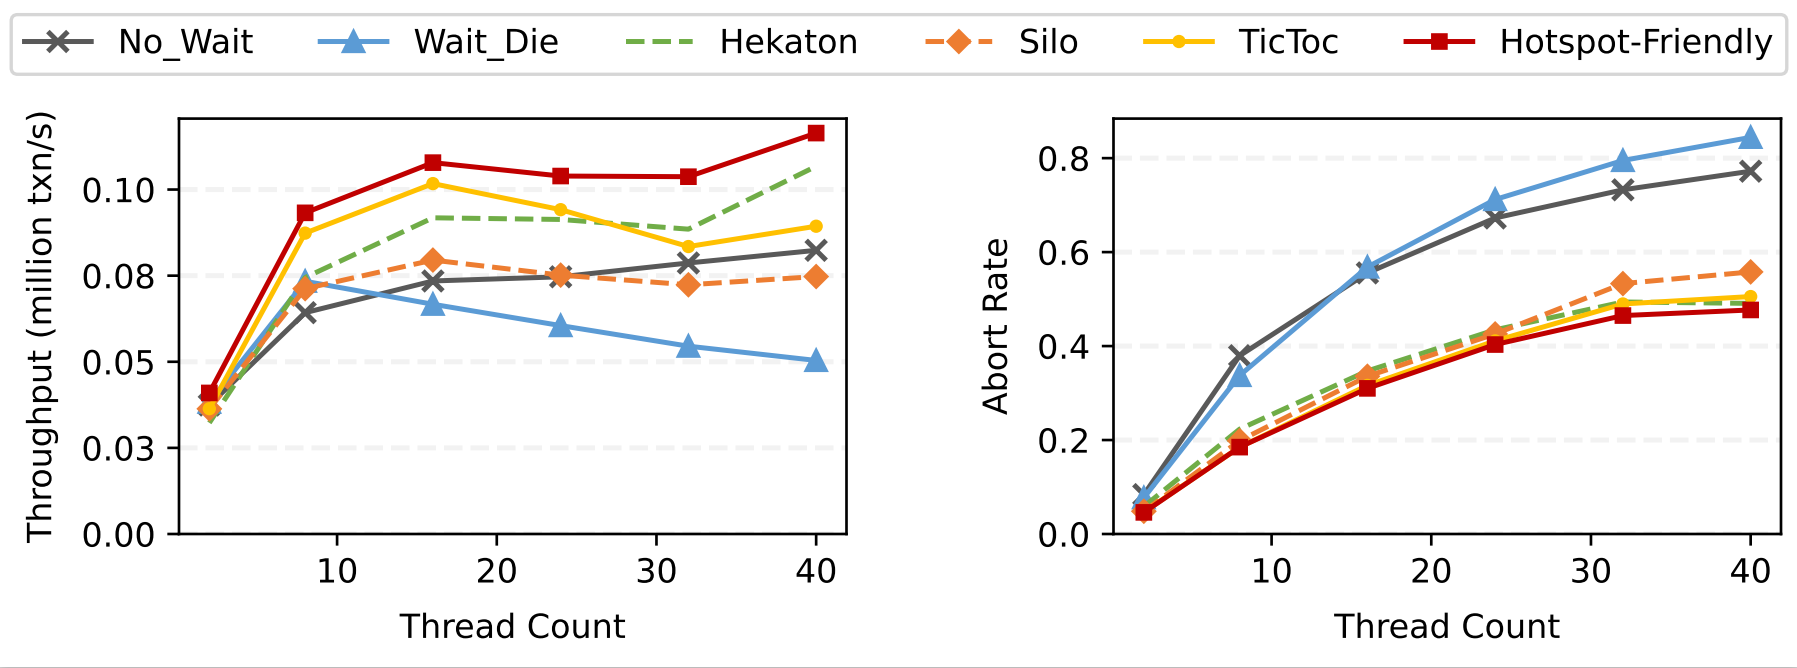 No_Wait Wait_Die Hekaton Silo TicToc Hotspot-Friendly
Throughput (million txn/s)
0.10
0.08
0.05
0.03
0.00
10 20 30 40
Thread Count
Abort Rate
0.8
0.6
0.4
0.2
0.0
10 20 30 40
Thread Count